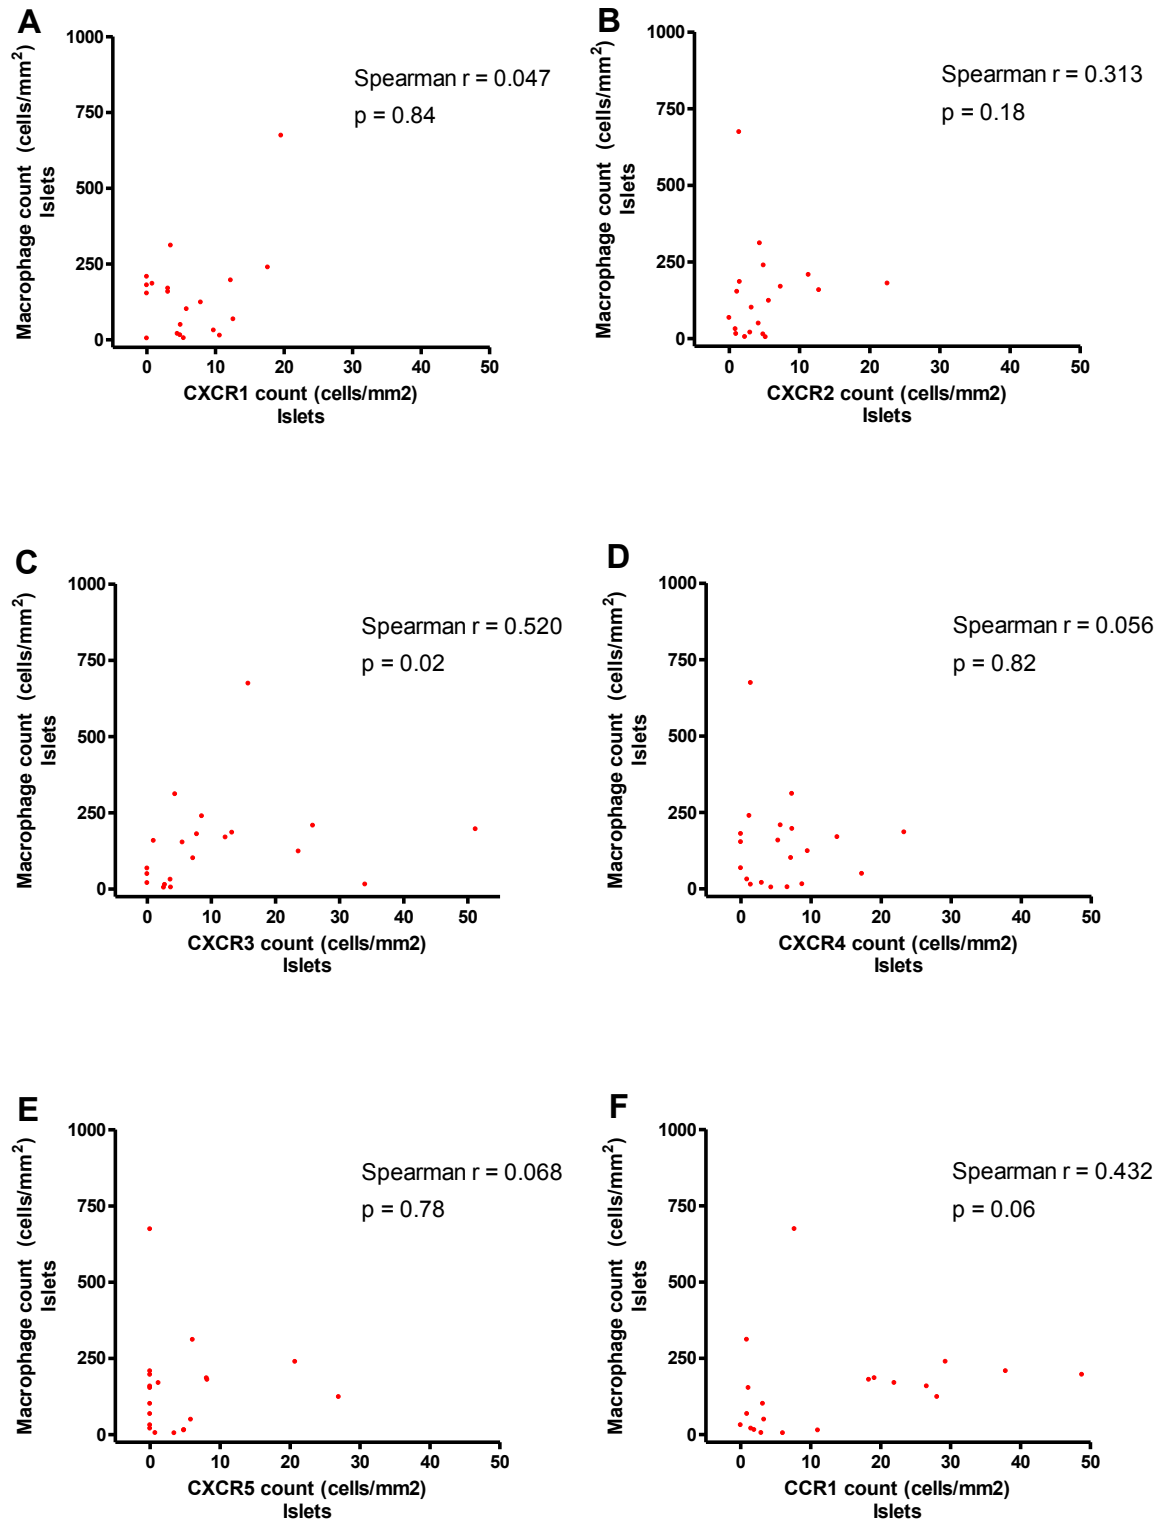 A
Macrophage count (cells/mm²)
Islets
1000
750
500
250
0
Spearman r = 0.047
p = 0.84
0 10 20 30 40 50
CXCR1 count (cells/mm2)
Islets
B
Macrophage count (cells/mm²)
Islets
1000
750
500
250
0
Spearman r = 0.313
p = 0.18
0 10 20 30 40 50
CXCR2 count (cells/mm2)
Islets
C
Macrophage count (cells/mm²)
Islets
1000
750
500
250
0
Spearman r = 0.520
p = 0.02
0 10 20 30 40 50
CXCR3 count (cells/mm2)
Islets
D
Macrophage count (cells/mm²)
Islets
1000
750
500
250
0
Spearman r = 0.056
p = 0.82
0 10 20 30 40 50
CXCR4 count (cells/mm2)
Islets
E
Macrophage count (cells/mm²)
Islets
1000
750
500
250
0
Spearman r = 0.068
p = 0.78
0 10 20 30 40 50
CXCR5 count (cells/mm2)
Islets
F
Macrophage count (cells/mm²)
Islets
1000
750
500
250
0
Spearman r = 0.432
p = 0.06
0 10 20 30 40 50
CCR1 count (cells/mm2)
Islets